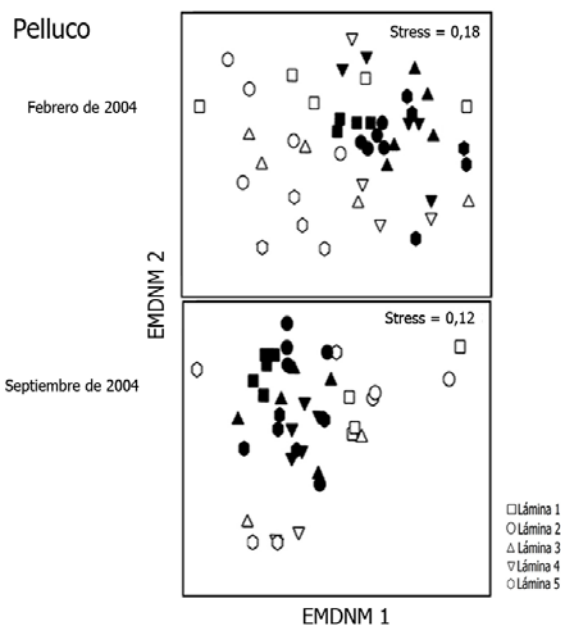 Pelluco
Stress = 0,18
Febrero de 2004
EMDNM 2
Stress = 0,12
Septiembre de 2004
Lámina 1
Lámina 2
Lámina 3
Lámina 4
Lámina 5
EMDNM 1